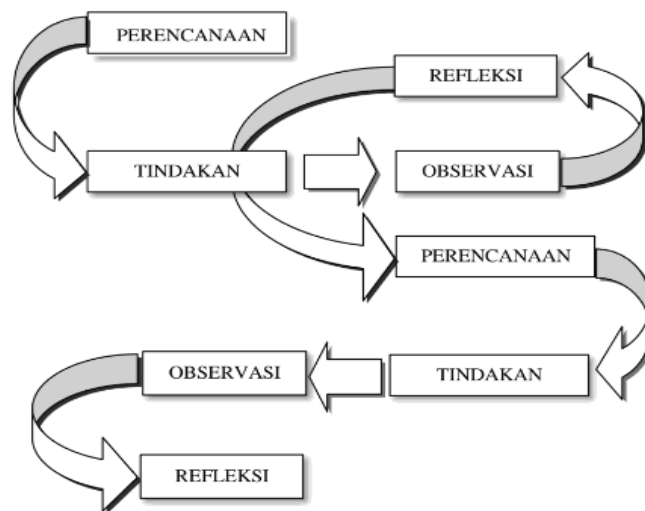 PERENCANAAN
REFLEKSI
TINDAKAN
OBSERVASI
PERENCANAAN
OBSERVASI
TINDAKAN
REFLEKSI